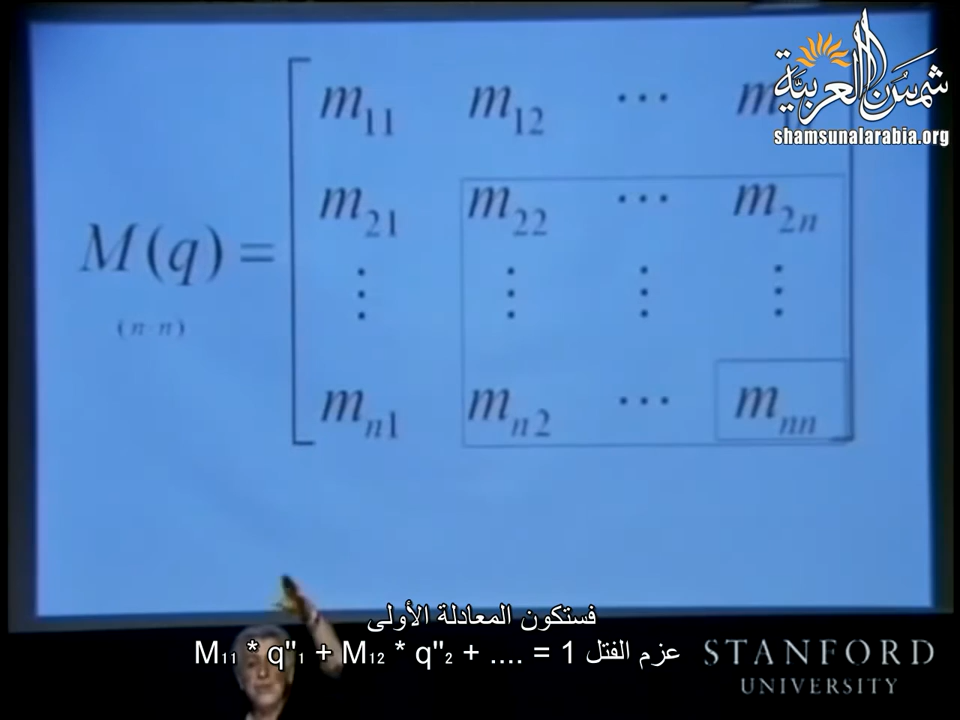 شمس العربية
shamsunalarabia.org
m₁₁ m₁₂ ⋯ m₁
m₂₁ m₂₂ ⋯ m₂ₙ
M(q) =
⋮ ⋮ ⋮ ⋮
(n·n)
mₙ₁ mₙ₂ ⋯ mₙₙ
فستكون المعادلة الأولى
M₁₁ * q''₁ + M₁₂ * q''₂ + .... = 1 عزم الفتل
STANFORD
UNIVERSITY